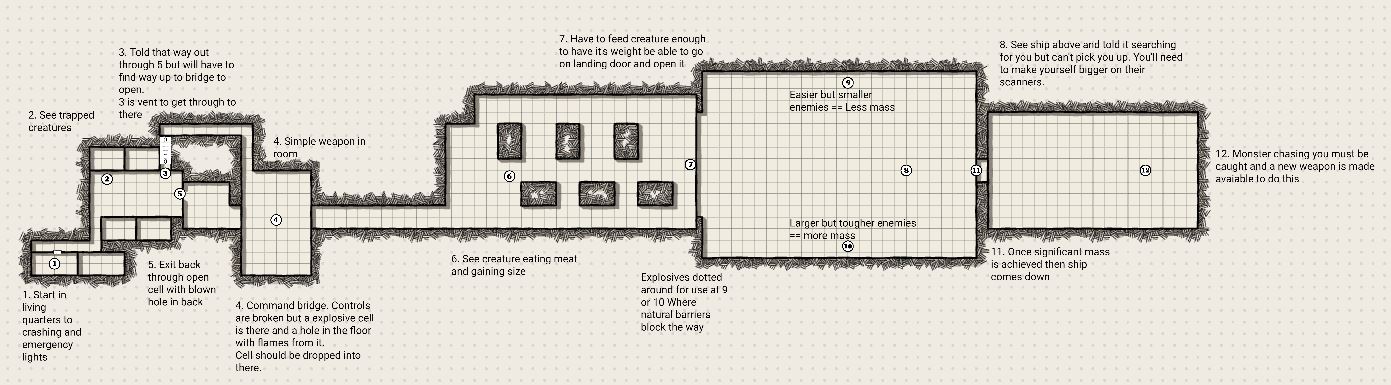 3. Told that way out
through 5 but will have to
find way up to bridge to
open.
3 is vent to get through to
there
2. See trapped
creatures
4. Simple weapon in
room
7. Have to feed creature enough
to have it's weight be able to go
on landing door and open it
8. See ship above and told it searching
for you but can't pick you up. You'll need
to make yourself bigger on their
scanners.
9
Easier but smaller
enemies == Less mass
12. Monster chasing you must be
caught and a new weapon is made
avaiable to do this
2
3
5
4
6
7
8
11
12
1
Larger but tougher enemies
== more mass
10
1. Start in
living
quarters to
crashing and
emergency
lights
5. Exit back
through open
cell with blown
hole in back
4. Command bridge. Controls
are broken but a explosive cell
is there and a hole in the floor
with flames from it.
Cell should be dropped into
there.
6. See creature eating meat
and gaining size
Explosives dotted
around for use at 9
or 10 Where
natural barriers
block the way
11. Once significant mass
is achieved then ship
comes down